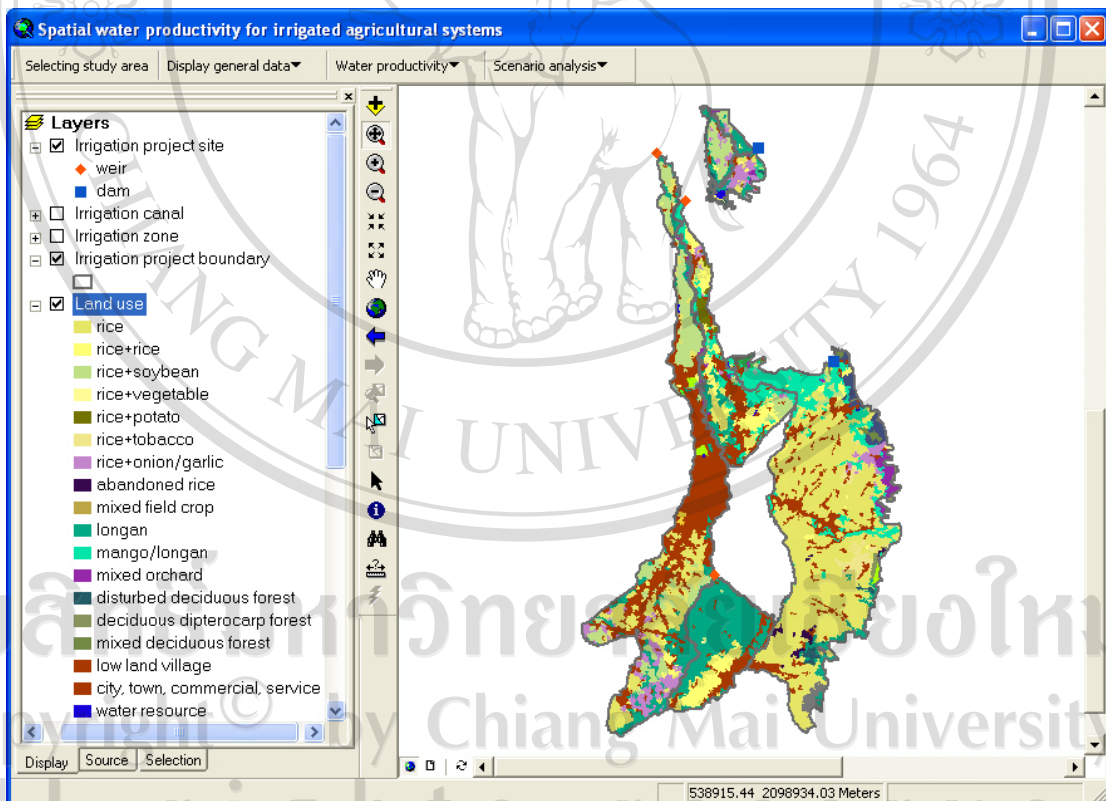 Spatial water productivity for irrigated agricultural systems
Selecting study area Display general data Water productivity Scenario analysis
Layers
Irrigation project site
weir
dam
Irrigation canal
Irrigation zone
Irrigation project boundary
Land use
rice
rice+rice
rice+soybean
rice+vegetable
rice+potato
rice+tobacco
rice+onion/garlic
abandoned rice
mixed field crop
longan
mango/longan
mixed orchard
disturbed deciduous forest
deciduous dipterocarp forest
mixed deciduous forest
low land village
city, town, commercial, service
water resource
Display Source Selection
538915.44 2098934.03 Meters
CHIANG MAI UNIVERSITY 1964
© by Chiang Mai University